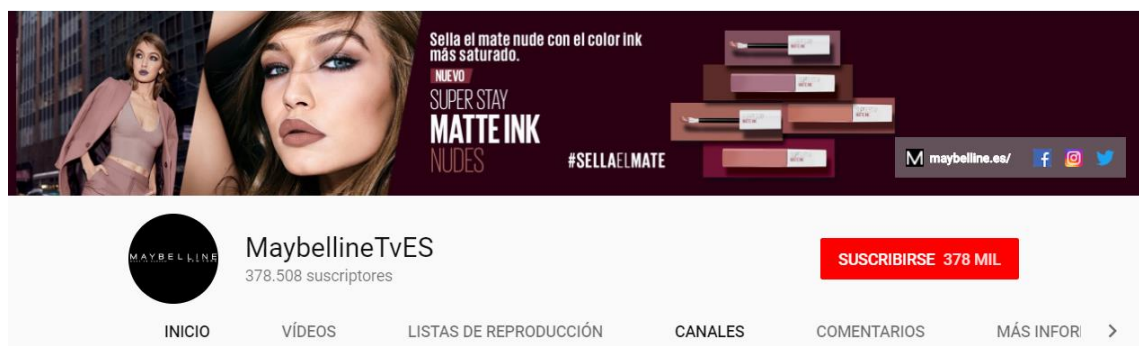 Sella el mate nude con el color ink
más saturado.
NUEVO
SUPER STAY
MATTE INK
NUDES
#SELLAELMATE
maybelline.es/
MAYBELLINE
MaybellineTvES
378.508 suscriptores
SUSCRIBIRSE 378 MIL
INICIO VÍDEOS LISTAS DE REPRODUCCIÓN CANALES COMENTARIOS MÁS INFOR